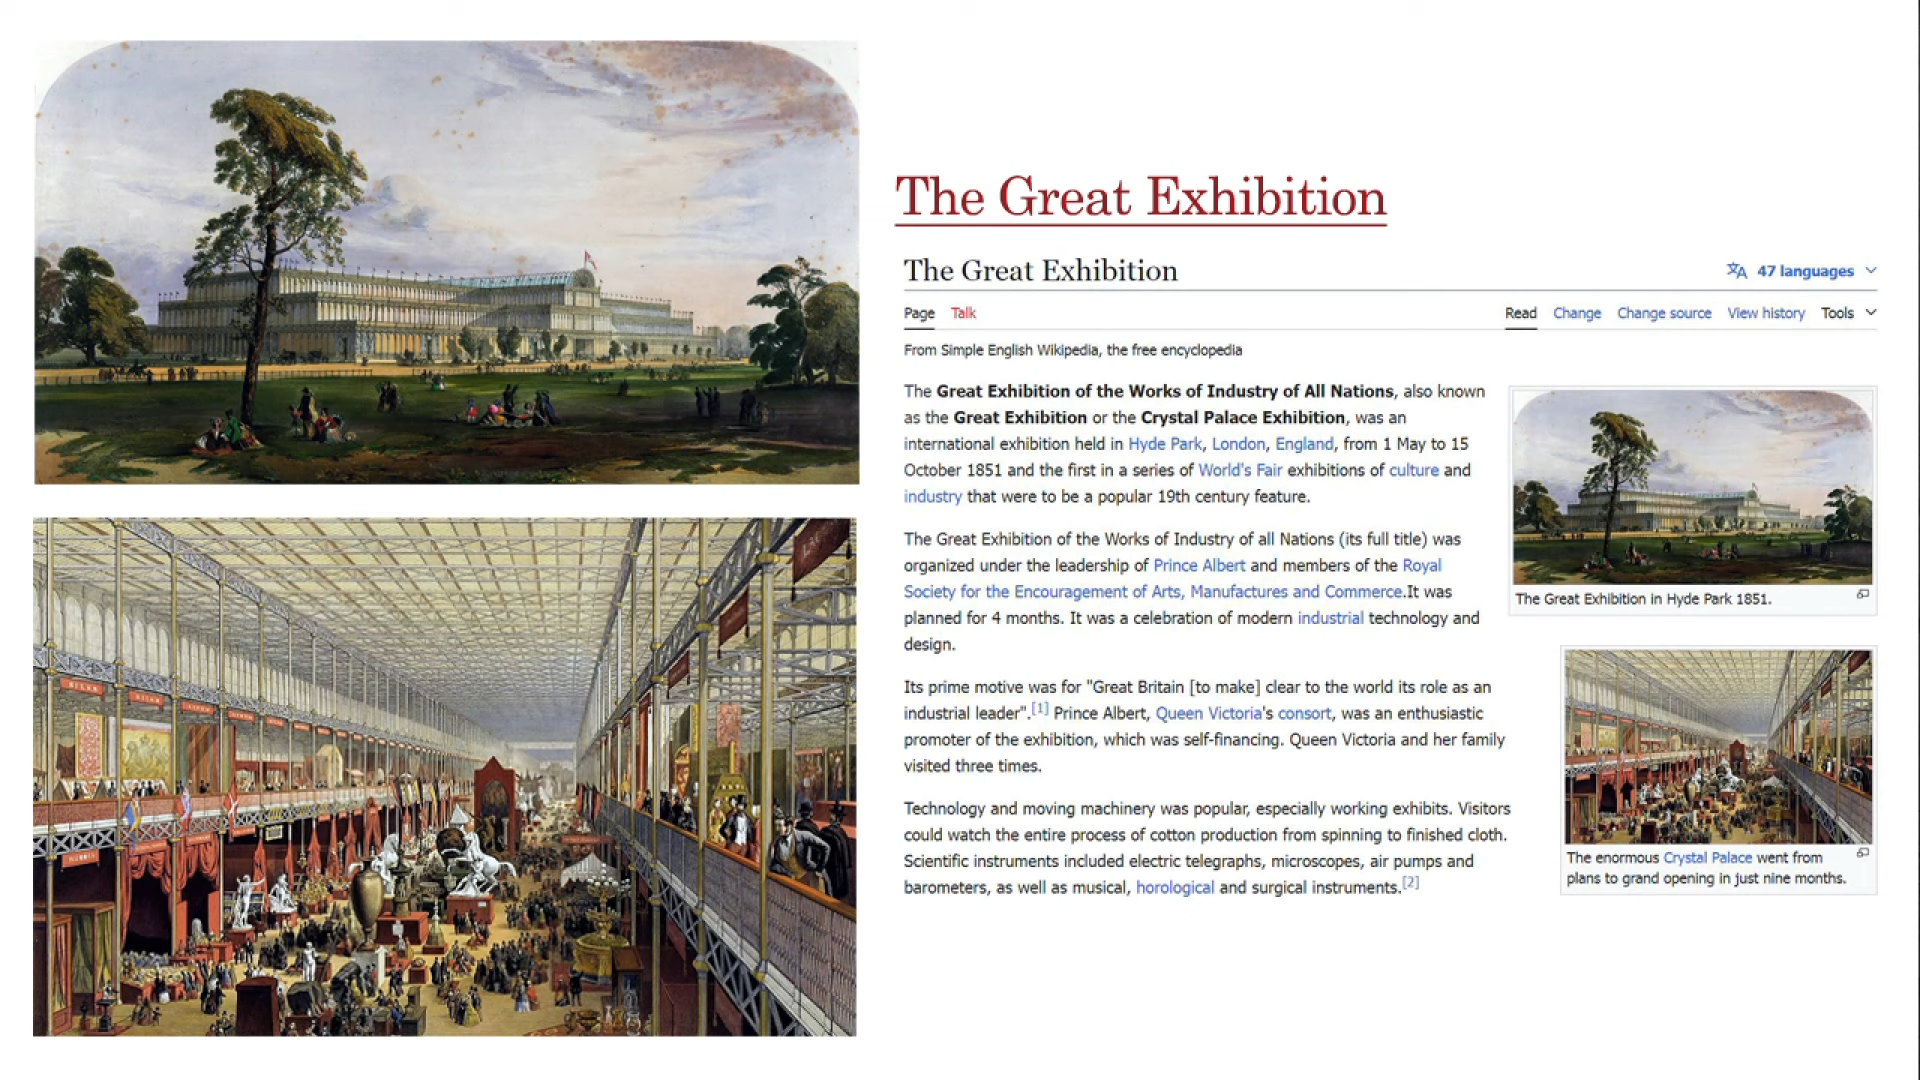 The Great Exhibition
The Great Exhibition
47 languages
Page Talk
Read Change Change source View history Tools
From Simple English Wikipedia, the free encyclopedia
The Great Exhibition of the Works of Industry of All Nations, also known
as the Great Exhibition or the Crystal Palace Exhibition, was an
international exhibition held in Hyde Park, London, England, from 1 May to 15
October 1851 and the first in a series of World's Fair exhibitions of culture and
industry that were to be a popular 19th century feature.
The Great Exhibition of the Works of Industry of all Nations (its full title) was
organized under the leadership of Prince Albert and members of the Royal
Society for the Encouragement of Arts, Manufactures and Commerce.It was
planned for 4 months. It was a celebration of modern industrial technology and
design.
Its prime motive was for "Great Britain [to make] clear to the world its role as an
industrial leader".[1] Prince Albert, Queen Victoria's consort, was an enthusiastic
promoter of the exhibition, which was self-financing. Queen Victoria and her family
visited three times.
Technology and moving machinery was popular, especially working exhibits. Visitors
could watch the entire process of cotton production from spinning to finished cloth.
Scientific instruments included electric telegraphs, microscopes, air pumps and
barometers, as well as musical, horological and surgical instruments.[2]
The Great Exhibition in Hyde Park 1851.
The enormous Crystal Palace went from
plans to grand opening in just nine months.